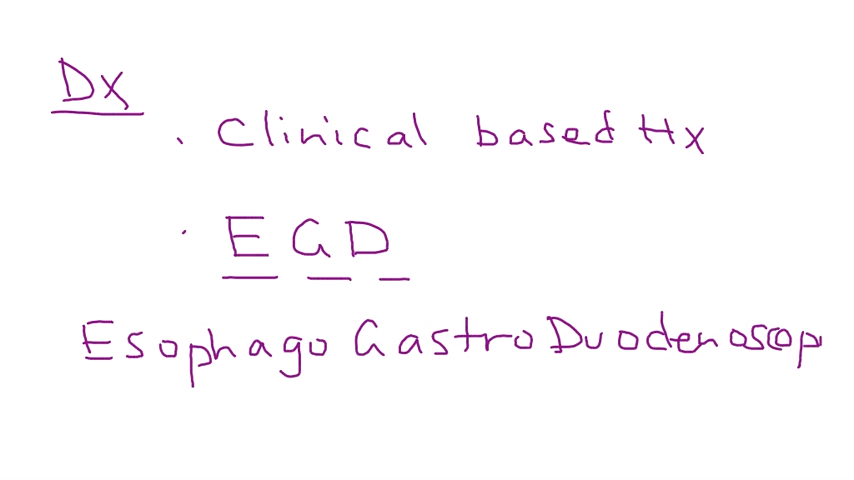 Dx
. Clinical based Hx
. EGD
Esophago Gastro Duodenoscop